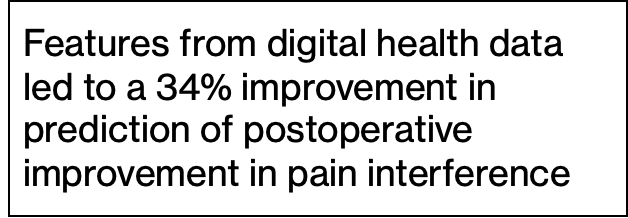 Features from digital health data
led to a 34% improvement in
prediction of postoperative
improvement in pain interference